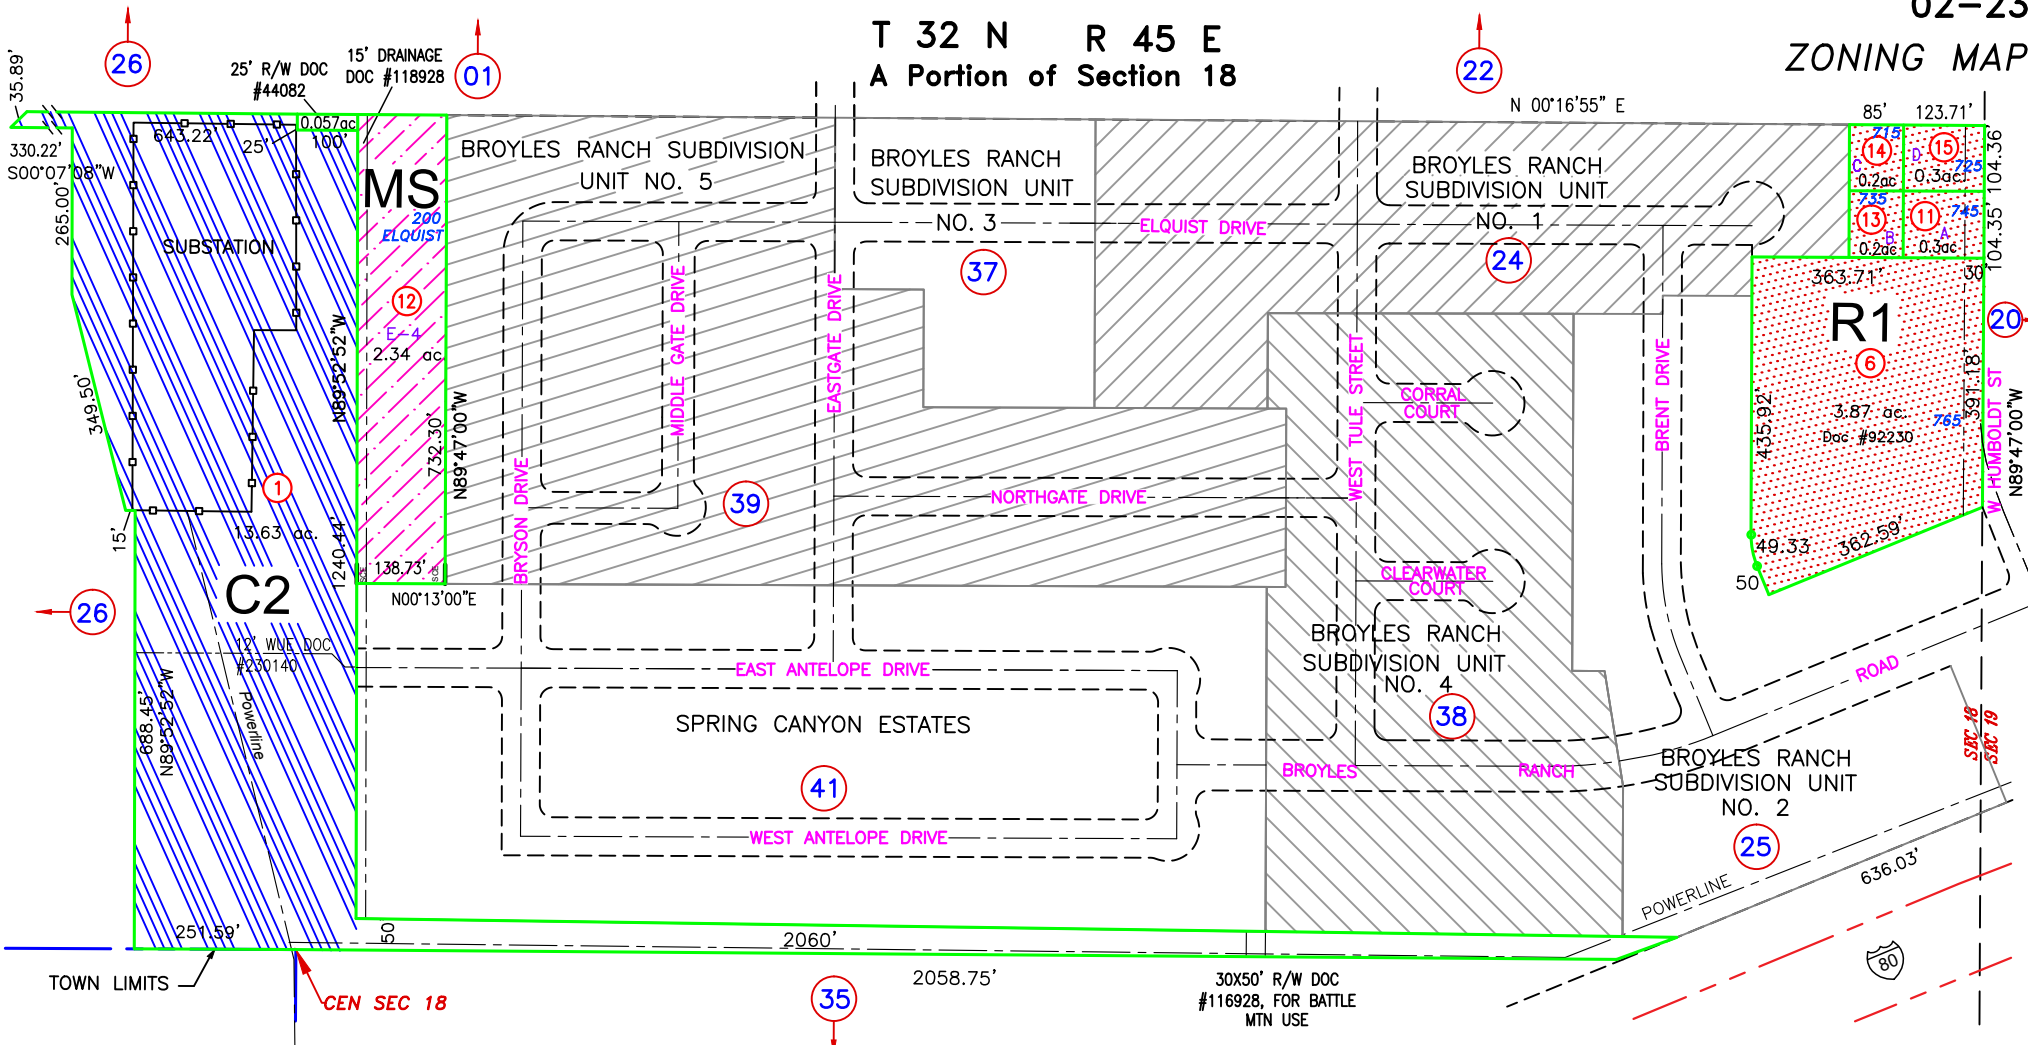 02-23
ZONING MAP
T 32 N R 45 E
A Portion of Section 18
26
01
22
35.89'
25' R/W DOC
#44082
15' DRAINAGE
DOC #118928
N 00°16'55" E
85'
123.71'
0.057ac
643.22'
25'
100'
330.22'
S00°07'08"W
265.00'
SUBSTATION
MS
200
ELQUIST
12
E-4
2.34 ac
N89°52'52"W
732.30'
N89°47'00"W
349.50'
1
13.63 ac.
15'
1240.44'
138.73'
N00°13'00"E
C2
26
12' WUE DOC
#230140
688.45'
N89°52'52"W
Powerline
251.59'
50
TOWN LIMITS
CEN SEC 18
BROYLES RANCH SUBDIVISION
UNIT NO. 5
BROYLES RANCH
SUBDIVISION UNIT
NO. 3
37
BROYLES RANCH
SUBDIVISION UNIT
NO. 1
24
ELQUIST DRIVE
MIDDLE GATE DRIVE
EASTGATE DRIVE
BRYSON DRIVE
39
NORTHGATE DRIVE
WEST TULE STREET
CORRAL
COURT
CLEARWATER
COURT
BRENT DRIVE
BROYLES RANCH
SUBDIVISION UNIT
NO. 4
38
EAST ANTELOPE DRIVE
SPRING CANYON ESTATES
41
WEST ANTELOPE DRIVE
BROYLES RANCH ROAD
BROYLES RANCH
SUBDIVISION UNIT
NO. 2
25
POWERLINE
636.03'
80
SEC 18
SEC 19
715
14
C
0.2ac
D
15
725
0.3ac
104.36'
735
13
B
0.2ac
11
745
A
0.3ac
104.35'
363.71'
30'
R1
6
3.87 ac.
Doc #92230
765
391.18'
435.92'
20
W HUMBOLDT ST
N89°47'00"W
49.33
362.59'
50
2060'
2058.75'
35
30X50' R/W DOC
#116928, FOR BATTLE
MTN USE